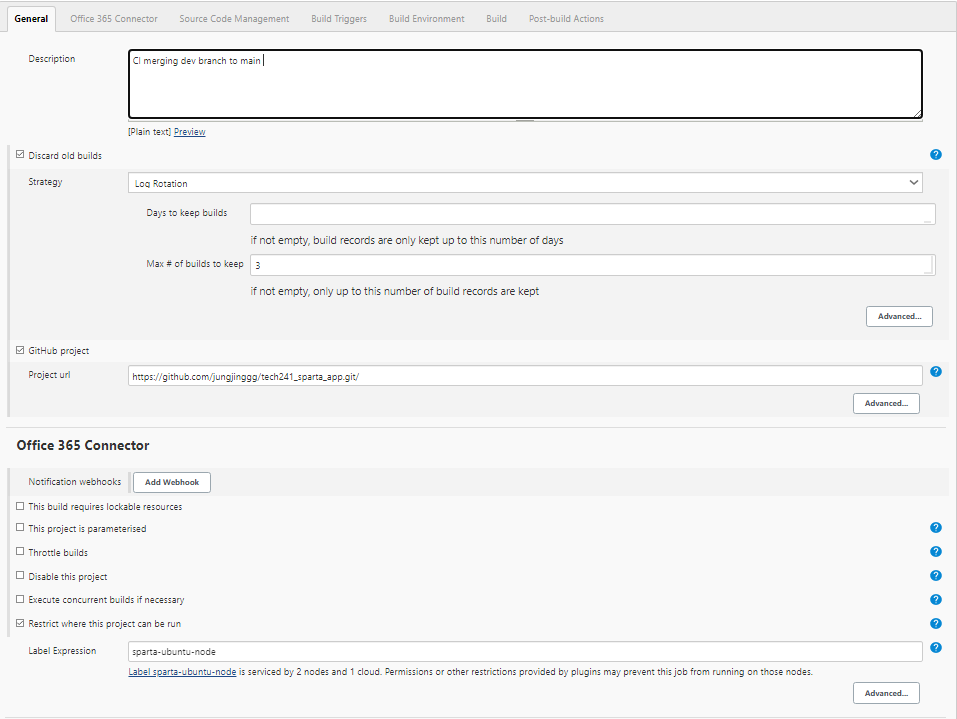 General Office 365 Connector Source Code Management Build Triggers Build Environment Build Post-build Actions
Description
CI merging dev branch to main
[Plain text] Preview
Discard old builds
Strategy
Log Rotation
Days to keep builds
if not empty, build records are only kept up to this number of days
Max # of builds to keep
3
if not empty, only up to this number of build records are kept
Advanced...
GitHub project
Project url
https://github.com/jungjinggg/tech241_sparta_app.git/
Advanced...
Office 365 Connector
Notification webhooks
Add Webhook
This build requires lockable resources
This project is parameterised
Throttle builds
Disable this project
Execute concurrent builds if necessary
Restrict where this project can be run
Label Expression
sparta-ubuntu-node
Label sparta-ubuntu-node is serviced by 2 nodes and 1 cloud. Permissions or other restrictions provided by plugins may prevent this job from running on those nodes.
Advanced...